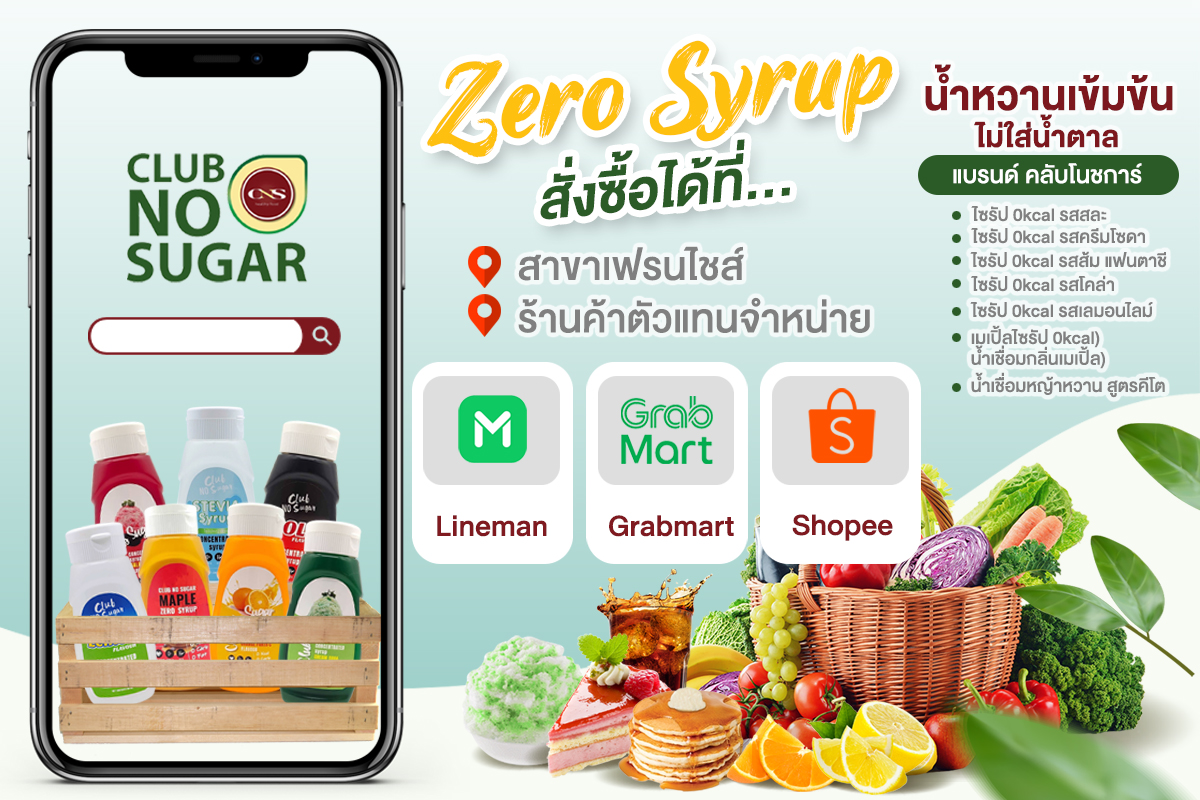 CLUB
NO
SUGAR
CNS
Zero Syrup
สั่งซื้อได้ที่...
สาขาเฟรนไชส์
ร้านค้าตัวแทนจำหน่าย
Lineman
Grab
Mart
Grabmart
S
Shopee
น้ำหวานเข้มข้น
ไม่ใส่น้ำตาล
แบรนด์ คลับโนชการ์
ไซรัป 0kcal รสสละ
ไซรัป 0kcal รสครีมโซดา
ไซรัป 0kcal รสส้ม แฟนตาซี
ไซรัป 0kcal รสโคล่า
ไซรัป 0kcal รสเลมอนไลม์
เมเปิ้ลไซรัป 0kcal)
น้ำเชื่อมกลิ่นเมเปิ้ล)
น้ำเชื่อมหญ้าหวาน สูตรคีโต
Club
NO Sugar
STEVIA
Syrup
CONCENTRATED
Club
NO Sugar
CLUB NO SUGAR
MAPLE
ZERO SYRUP
Club
Sugar
CONCENTRATED